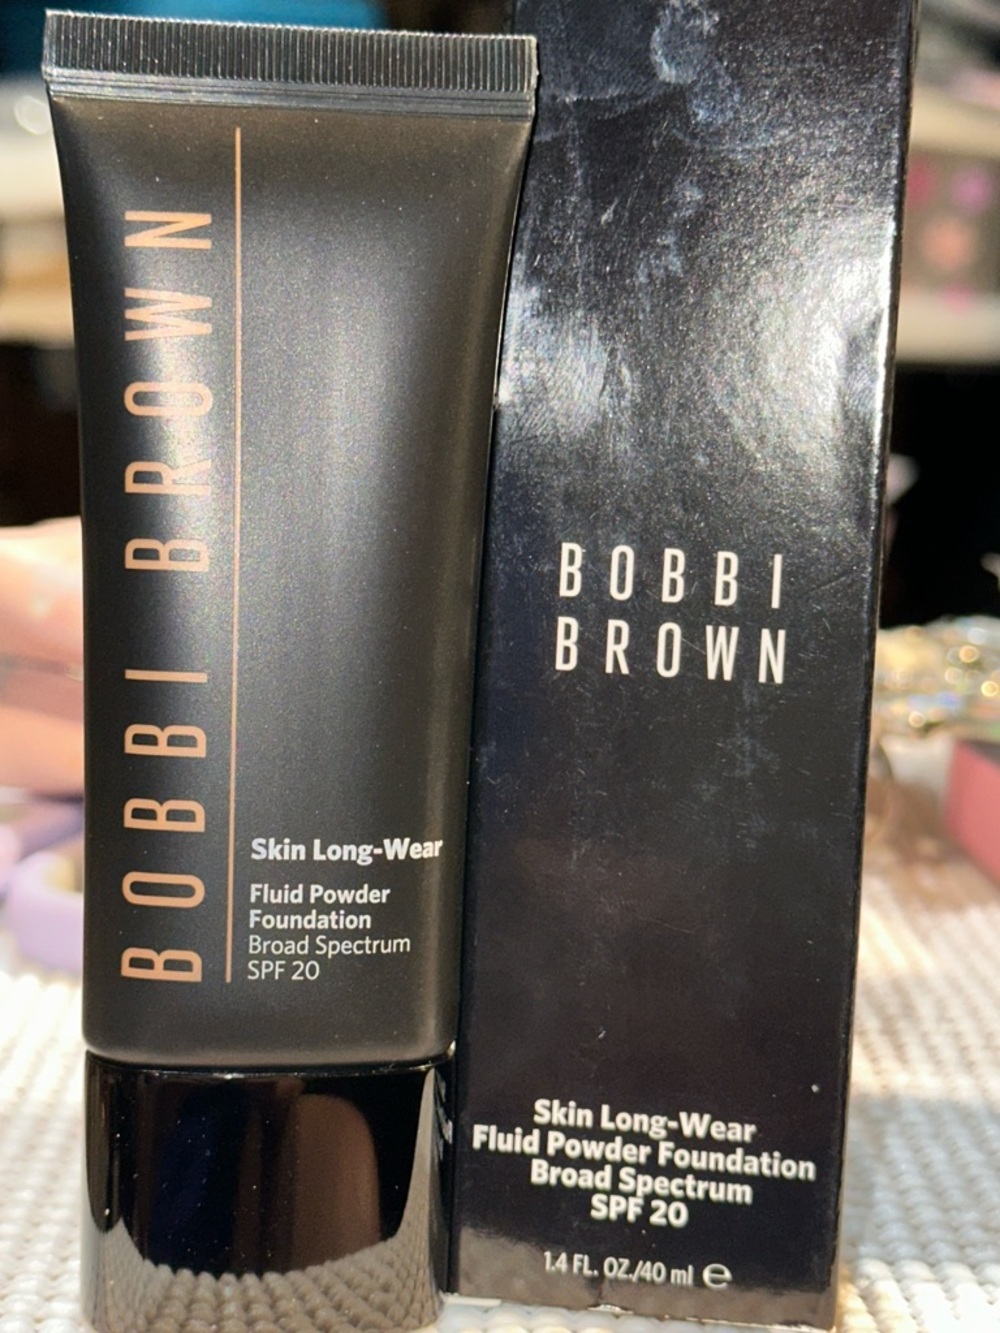 BOBBI BROWN
Skin Long-Wear
Fluid Powder
Foundation
Broad Spectrum
SPF 20
BOBBI
BROWN
Skin Long-Wear
Fluid Powder Foundation
Broad Spectrum
SPF 20
1.4 FL. OZ./40 ml ℮